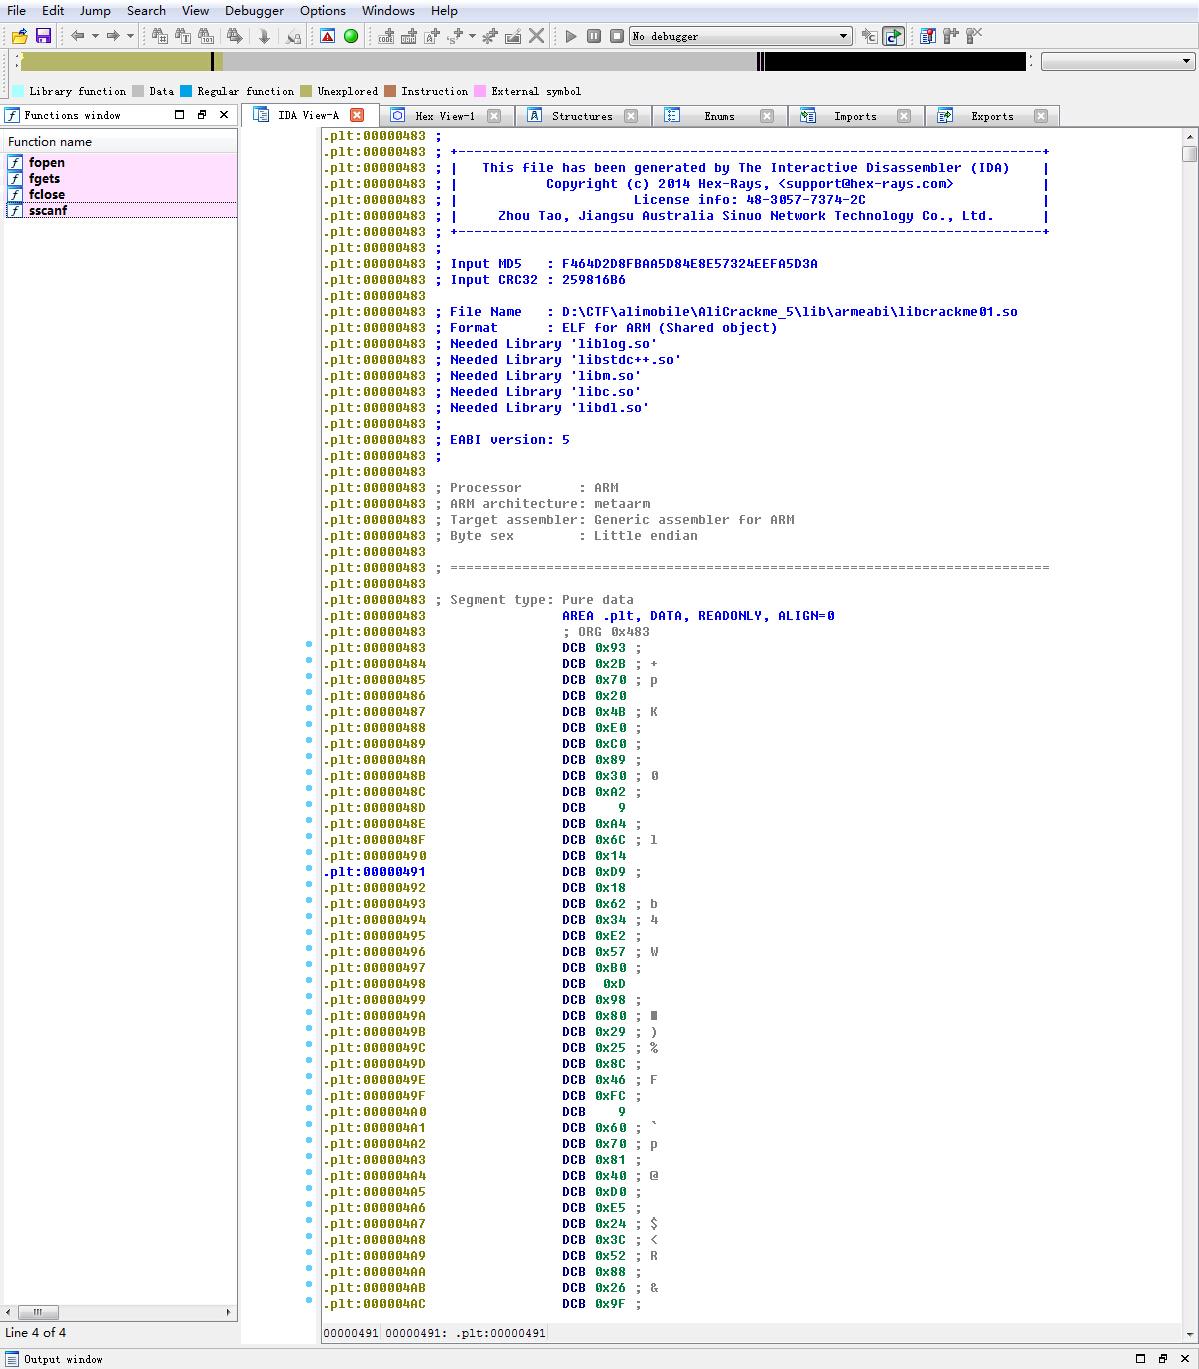 File Edit Jump Search View Debugger Options Windows Help
No debugger
Library function Data Regular function Unexplored Instruction External symbol
Functions window
IDA View-A Hex View-1 Structures Enums Imports Exports
Function name
fopen
fgets
fclose
sscanf
.plt:00000483 ;
.plt:00000483 ; +--------------------------------------------------------------------------+
.plt:00000483 ; | This file has been generated by The Interactive Disassembler (IDA) |
.plt:00000483 ; | Copyright (c) 2014 Hex-Rays, <support@hex-rays.com> |
.plt:00000483 ; | License info: 48-3057-7374-2C |
.plt:00000483 ; | Zhou Tao, Jiangsu Australia Sinuo Network Technology Co., Ltd. |
.plt:00000483 ; +--------------------------------------------------------------------------+
.plt:00000483 ;
.plt:00000483 ; Input MD5 : F464D2D8FBAA5D84E8E57324EEFA5D3A
.plt:00000483 ; Input CRC32 : 259816B6
.plt:00000483
.plt:00000483 ; File Name : D:\CTF\alimobile\AliCrackme_5\lib\armeabi\libcrackme01.so
.plt:00000483 ; Format : ELF for ARM (Shared object)
.plt:00000483 ; Needed Library 'liblog.so'
.plt:00000483 ; Needed Library 'libstdc++.so'
.plt:00000483 ; Needed Library 'libm.so'
.plt:00000483 ; Needed Library 'libc.so'
.plt:00000483 ; Needed Library 'libdl.so'
.plt:00000483 ;
.plt:00000483 ; EABI version: 5
.plt:00000483 ;
.plt:00000483
.plt:00000483 ; Processor : ARM
.plt:00000483 ; ARM architecture: metaarm
.plt:00000483 ; Target assembler: Generic assembler for ARM
.plt:00000483 ; Byte sex : Little endian
.plt:00000483
.plt:00000483 ; ===========================================================================
.plt:00000483
.plt:00000483 ; Segment type: Pure data
.plt:00000483 AREA .plt, DATA, READONLY, ALIGN=0
.plt:00000483 ; ORG 0x483
.plt:00000483 DCB 0x93 ;
.plt:00000484 DCB 0x2B ; +
.plt:00000485 DCB 0x70 ; p
.plt:00000486 DCB 0x20
.plt:00000487 DCB 0x4B ; K
.plt:00000488 DCB 0xE0 ;
.plt:00000489 DCB 0xC0 ;
.plt:0000048A DCB 0x89 ;
.plt:0000048B DCB 0x30 ; 0
.plt:0000048C DCB 0xA2 ;
.plt:0000048D DCB 9
.plt:0000048E DCB 0xA4 ;
.plt:0000048F DCB 0x6C ; l
.plt:00000490 DCB 0x14
.plt:00000491 DCB 0xD9 ;
.plt:00000492 DCB 0x18
.plt:00000493 DCB 0x62 ; b
.plt:00000494 DCB 0x34 ; 4
.plt:00000495 DCB 0xE2 ;
.plt:00000496 DCB 0x57 ; W
.plt:00000497 DCB 0xB0 ;
.plt:00000498 DCB 0xD
.plt:00000499 DCB 0x98 ;
.plt:0000049A DCB 0x80 ; ■
.plt:0000049B DCB 0x29 ; )
.plt:0000049C DCB 0x25 ; %
.plt:0000049D DCB 0x8C ;
.plt:0000049E DCB 0x46 ; F
.plt:0000049F DCB 0xFC ;
.plt:000004A0 DCB 9
.plt:000004A1 DCB 0x60 ; `
.plt:000004A2 DCB 0x70 ; p
.plt:000004A3 DCB 0x81 ;
.plt:000004A4 DCB 0x40 ; @
.plt:000004A5 DCB 0xD0 ;
.plt:000004A6 DCB 0xE5 ;
.plt:000004A7 DCB 0x24 ; $
.plt:000004A8 DCB 0x3C ; <
.plt:000004A9 DCB 0x52 ; R
.plt:000004AA DCB 0x88 ;
.plt:000004AB DCB 0x26 ; &
.plt:000004AC DCB 0x9F ;
Line 4 of 4
00000491 00000491: .plt:00000491
Output window